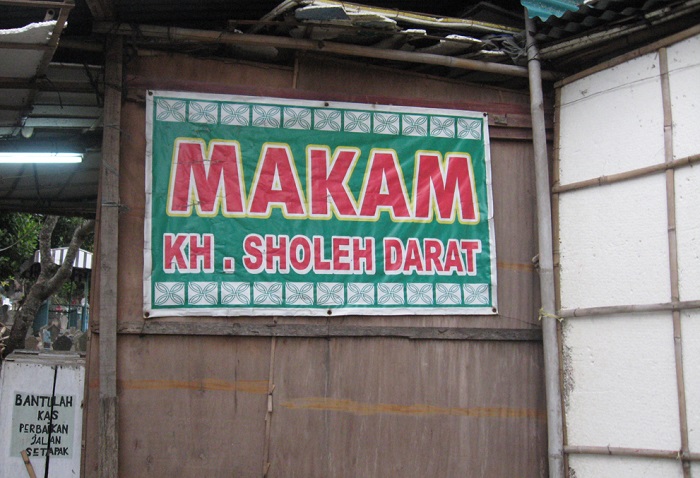 MAKAM
KH. SHOLEH DARAT
BANTULAH
KAS
PERBAIKAN
JALAN
SETAPAK